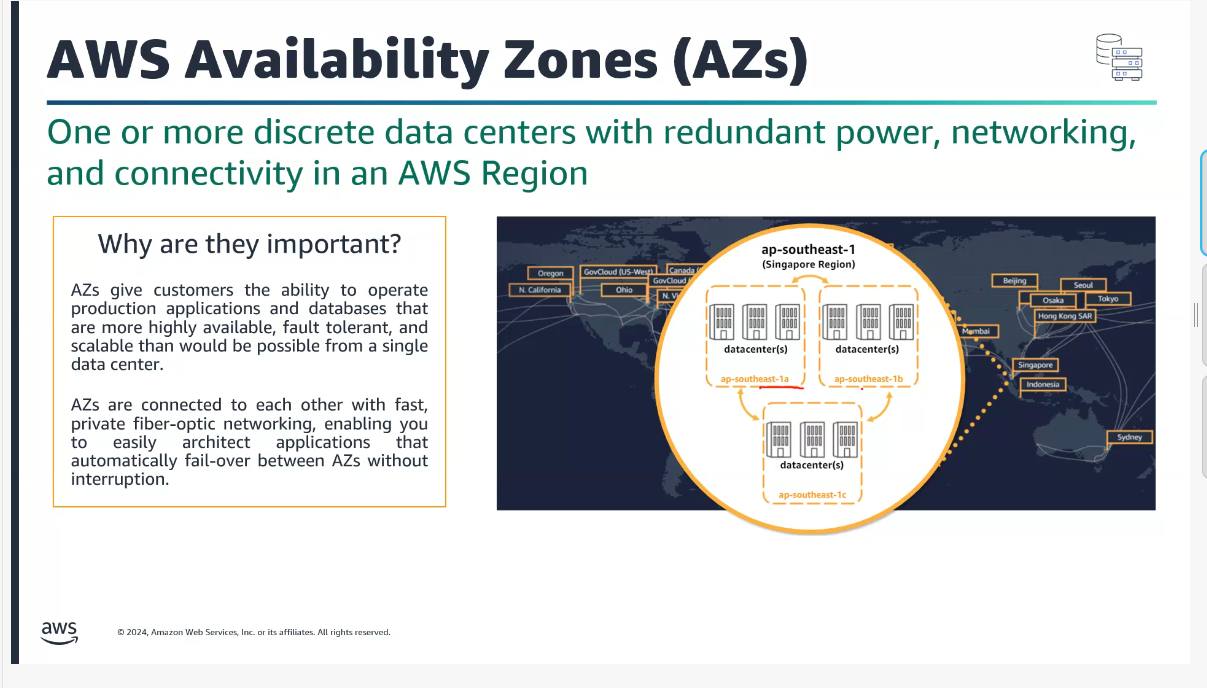 AWS Availability Zones (AZs)
One or more discrete data centers with redundant power, networking,
and connectivity in an AWS Region
Why are they important?
AZs give customers the ability to operate
production applications and databases that
are more highly available, fault tolerant, and
scalable than would be possible from a single
data center.
AZs are connected to each other with fast,
private fiber-optic networking, enabling you
to easily architect applications that
automatically fail-over between AZs without
interruption.
ap-southeast-1
(Singapore Region)
datacenter(s)
datacenter(s)
ap-southeast-1a
ap-southeast-1b
datacenter(s)
ap-southeast-1c
Oregon
GovCloud (US-West)
Canada
GovCloud
N. California
Ohio
Beijing
Seoul
Osaka
Tokyo
Hong Kong SAR
Mumbai
Singapore
Indonesia
Sydney
aws
© 2024, Amazon Web Services, Inc. or its affiliates. All rights reserved.